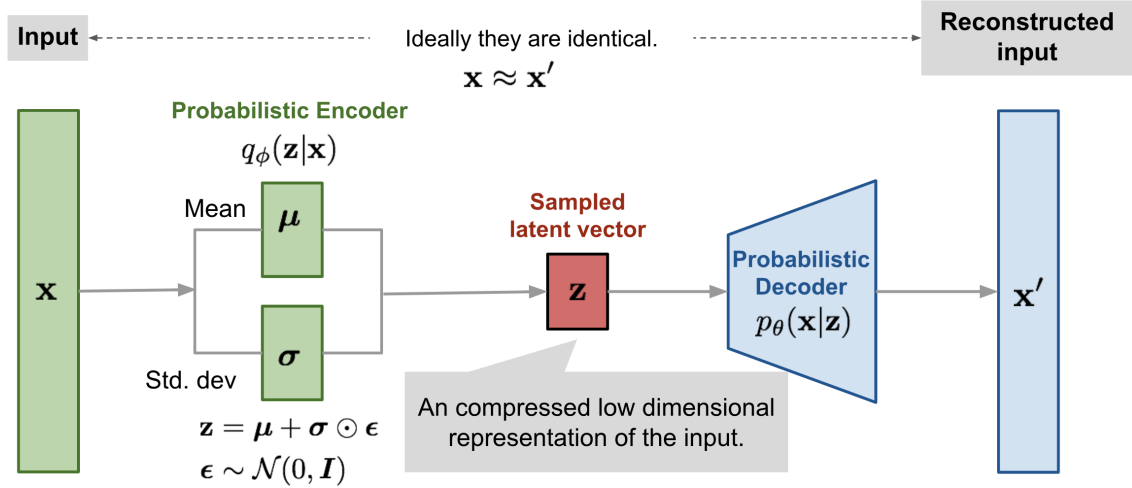 Input
Ideally they are identical.
x ≈ x′
Reconstructed
input
Probabilistic Encoder
qϕ(z|x)
Mean
μ
x
σ
Std. dev
z = μ + σ ⊙ ϵ
ϵ ∼ 𝒩(0, I)
Sampled
latent vector
z
An compressed low dimensional
representation of the input.
Probabilistic
Decoder
pθ(x|z)
x′